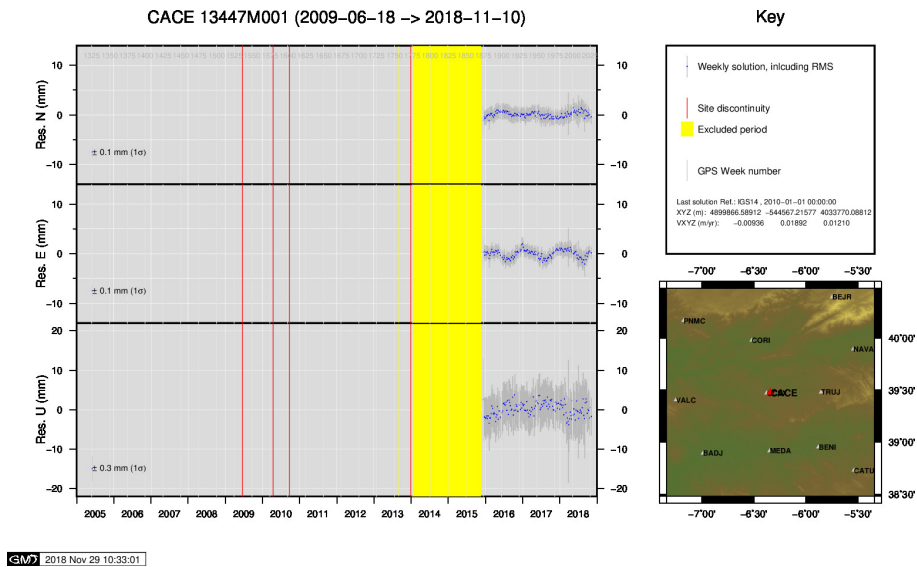 CACE 13447M001 (2009−06−18 −> 2018−11−10)
Key
Res. N (mm)
10
0
−10
± 0.1 mm (1σ)
10
0
−10
Res. E (mm)
10
0
−10
± 0.1 mm (1σ)
10
0
−10
Res. U (mm)
20
10
0
−10
−20
± 0.3 mm (1σ)
20
10
0
−10
−20
2005 2006 2007 2008 2009 2010 2011 2012 2013 2014 2015 2016 2017 2018
Weekly solution, inlcuding RMS
Site discontinuity
Excluded period
GPS Week number
Last solution Ref.: IGS14 , 2010−01−01 00:00:00
XYZ (m): 4899866.58912 −544567.21577 4033770.08812
VXYZ (m/yr): −0.00936 0.01892 0.01210
−7°00' −6°30' −6°00' −5°30'
BEJR
PNMC
CORI
40°00'
NAVA
39°30'
CACE
TRUJ
VALC
39°00'
BADJ
MEDA
BENI
CATU
38°30'
−7°00' −6°30' −6°00' −5°30'
GMT 2018 Nov 29 10:33:01